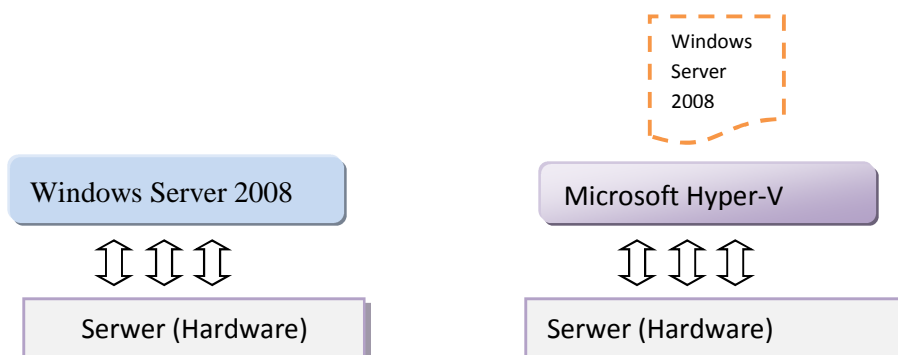 Windows
Server
2008
Windows Server 2008
Microsoft Hyper-V
Serwer (Hardware)
Serwer (Hardware)